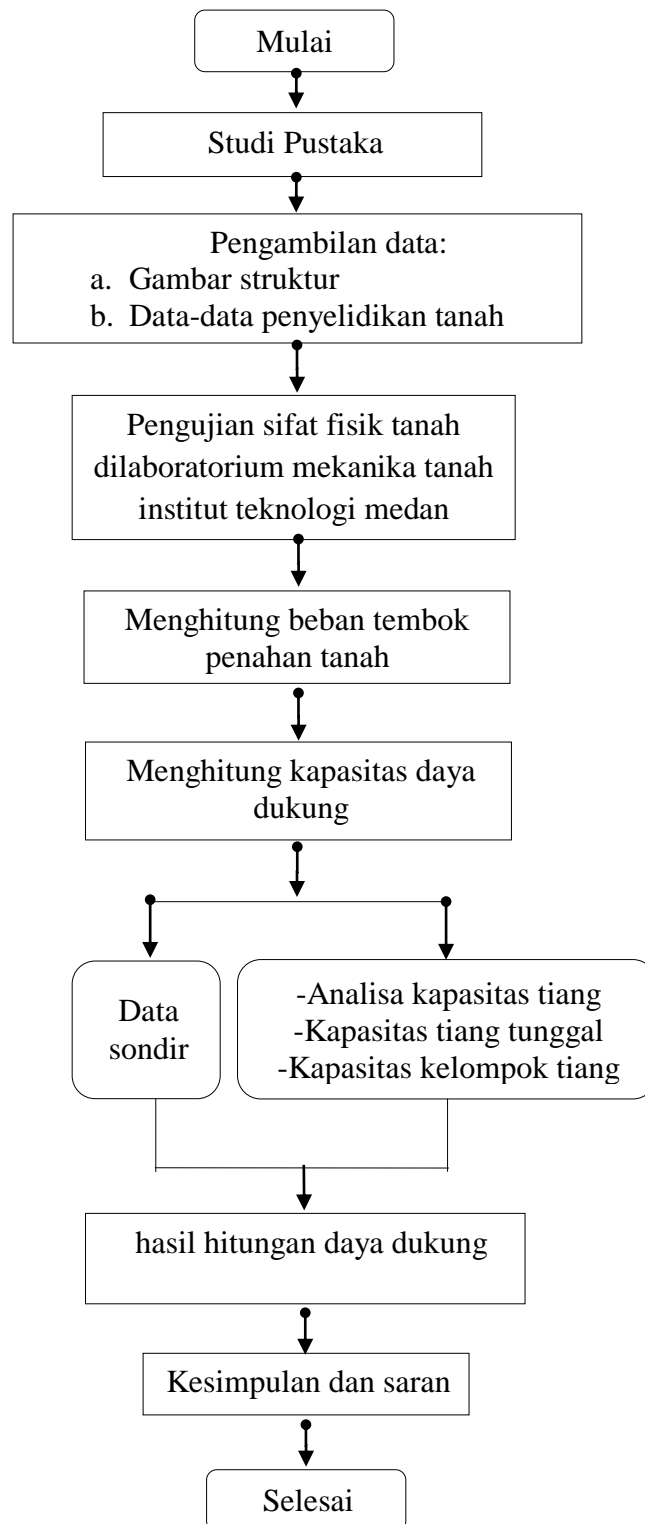 Mulai
Studi Pustaka
Pengambilan data:
a. Gambar struktur
b. Data-data penyelidikan tanah
Pengujian sifat fisik tanah
dilaboratorium mekanika tanah
institut teknologi medan
Menghitung beban tembok
penahan tanah
Menghitung kapasitas daya
dukung
Data
sondir
-Analisa kapasitas tiang
-Kapasitas tiang tunggal
-Kapasitas kelompok tiang
hasil hitungan daya dukung
Kesimpulan dan saran
Selesai